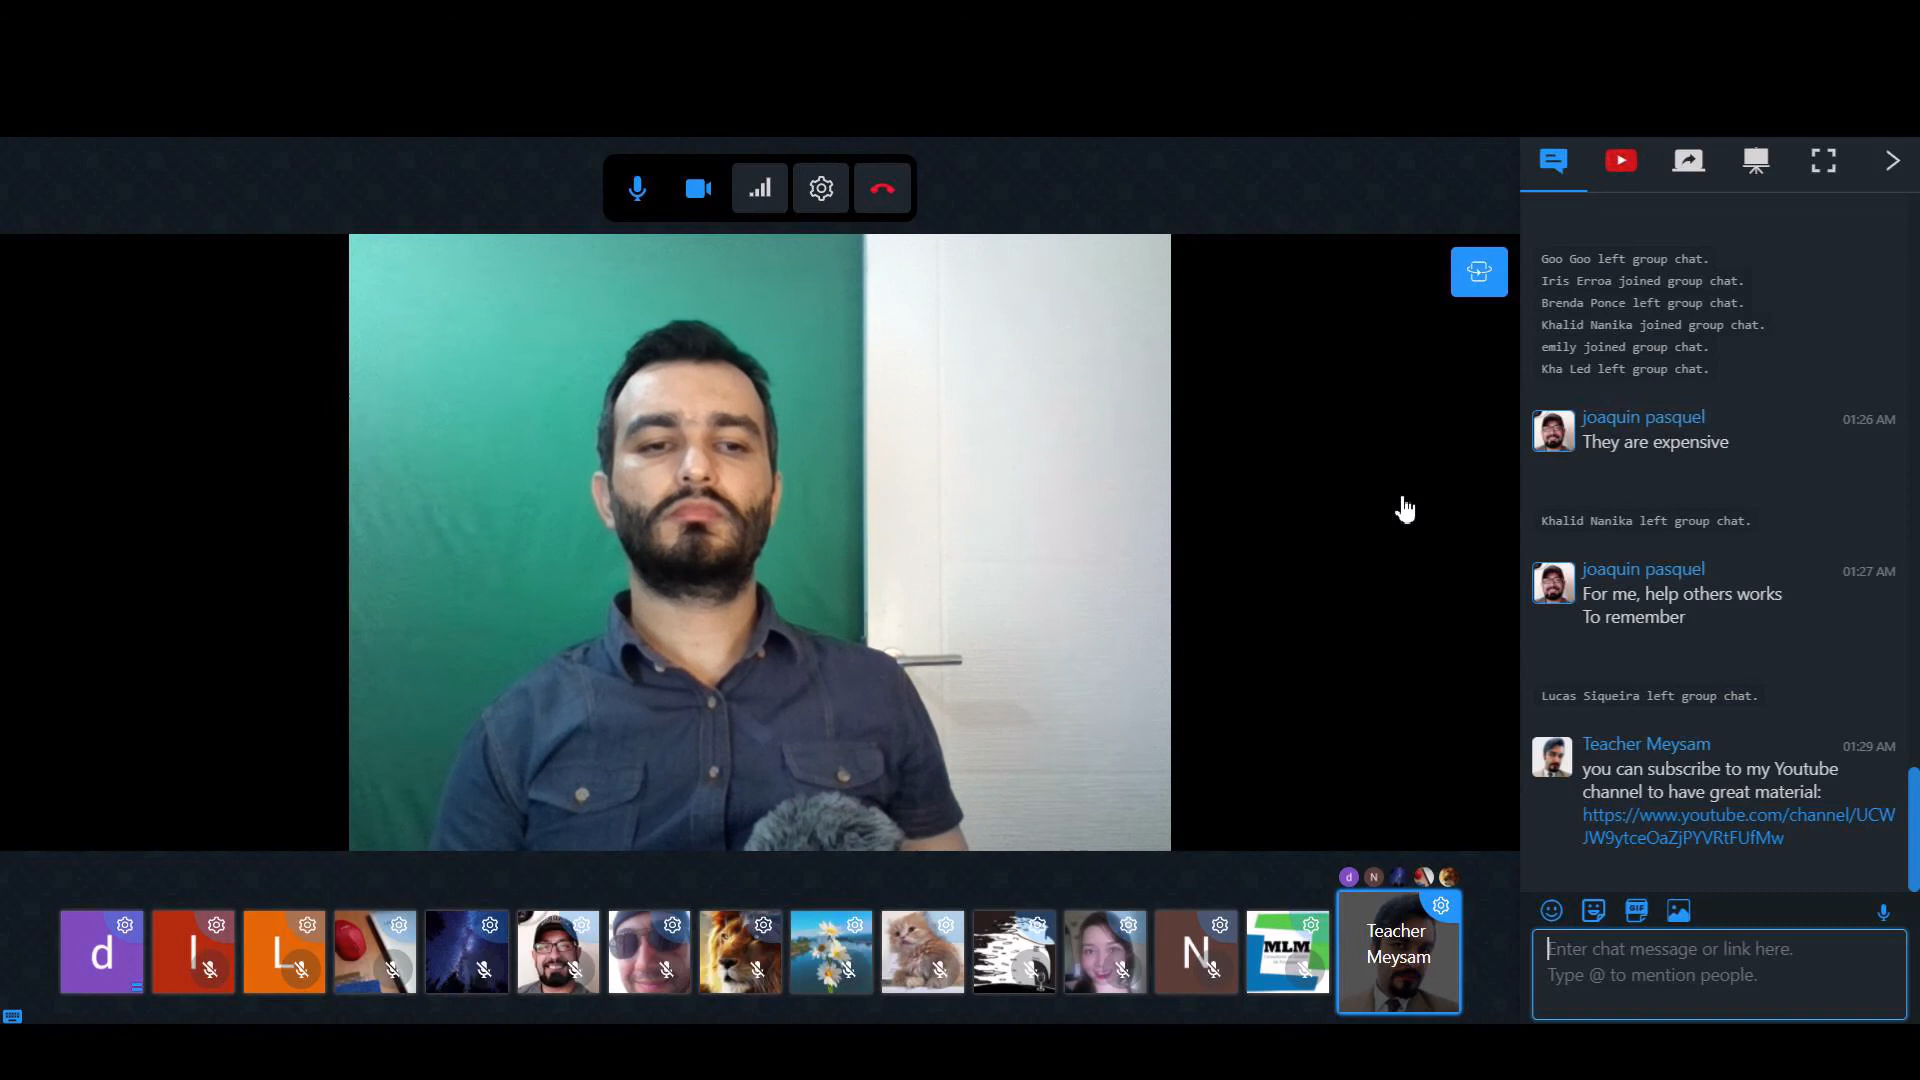 Goo Goo left group chat.
Iris Erroa joined group chat.
Brenda Ponce left group chat.
Khalid Nanika joined group chat.
emily joined group chat.
Kha Led left group chat.
joaquin pasquel
01:26 AM
They are expensive
Khalid Nanika left group chat.
joaquin pasquel
01:27 AM
For me, help others works
To remember
Lucas Siqueira left group chat.
Teacher Meysam
01:29 AM
you can subscribe to my Youtube
channel to have great material:
https://www.youtube.com/channel/UCW
JW9ytceOaZjPYVRtFUfMw
GIF
Enter chat message or link here.
Type @ to mention people.
d
N
d
I
L
N
MLM
Teacher
Meysam